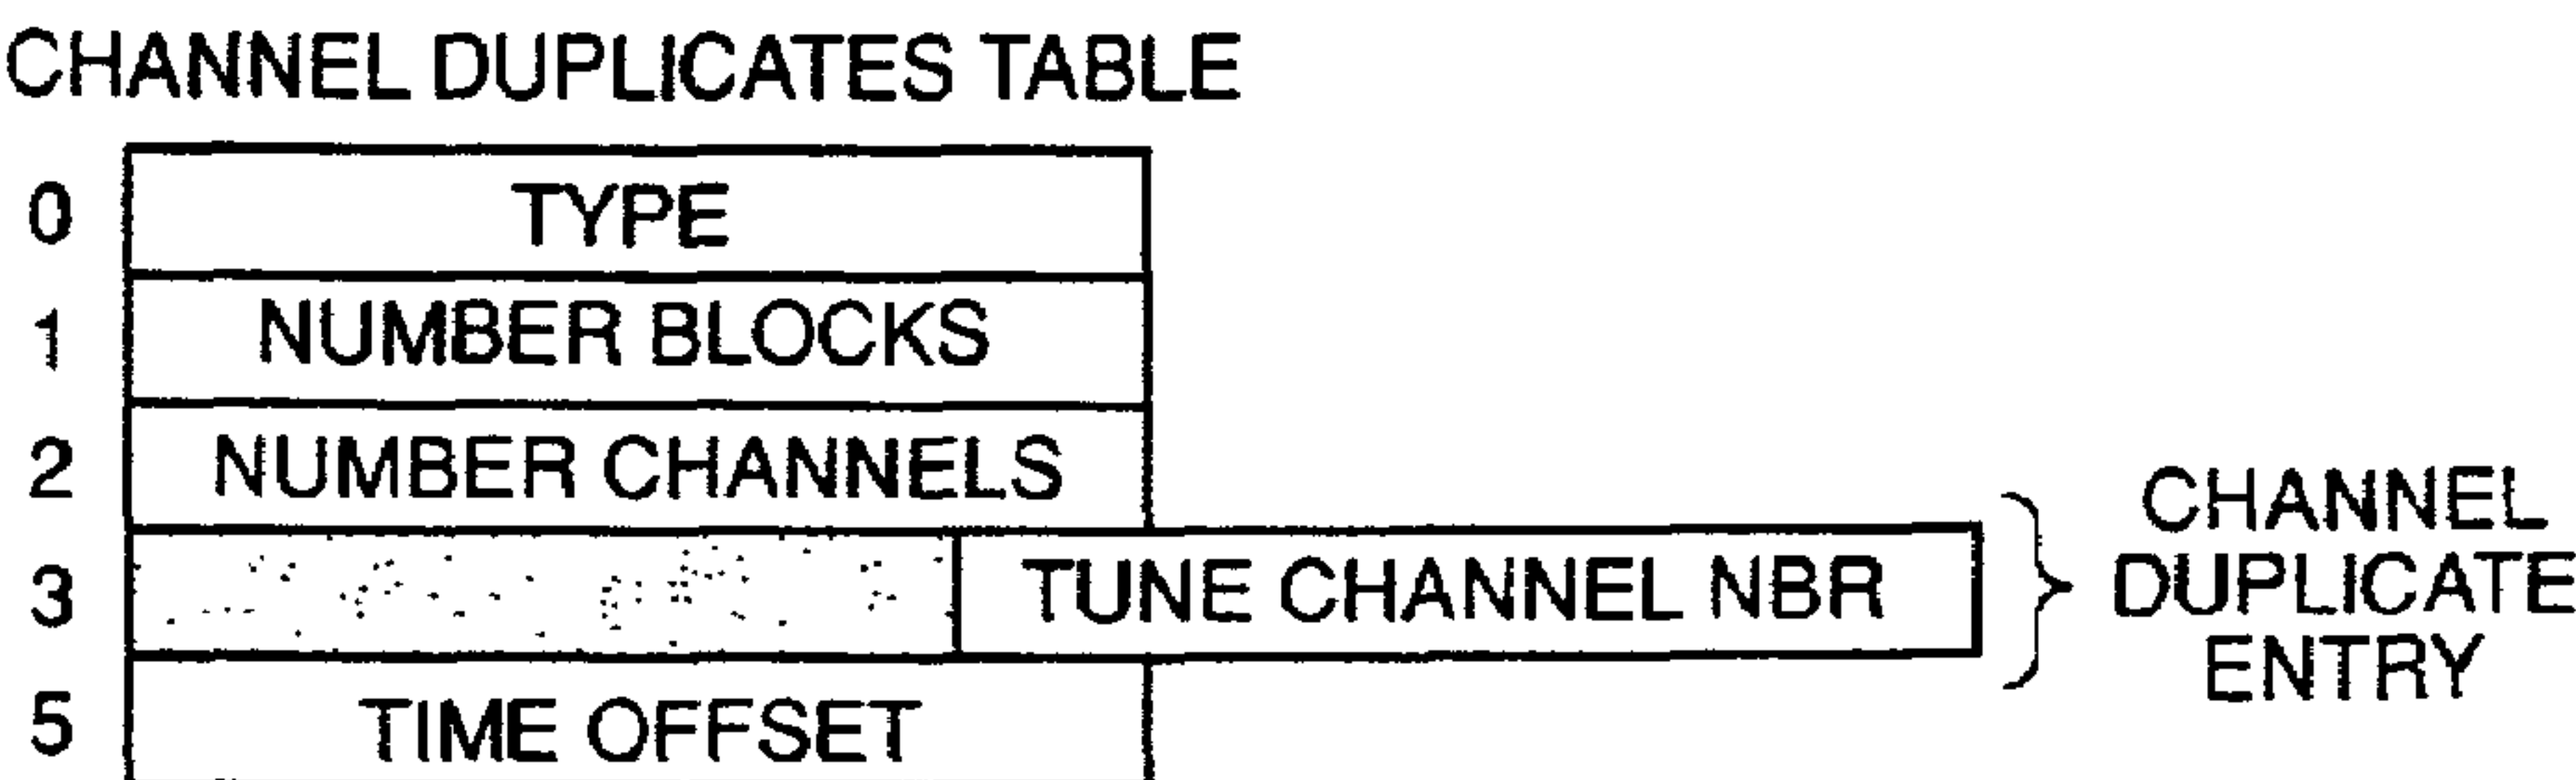 CHANNEL DUPLICATES TABLE
0 TYPE
1 NUMBER BLOCKS
2 NUMBER CHANNELS
3 TUNE CHANNEL NBR
5 TIME OFFSET
CHANNEL
DUPLICATE
ENTRY